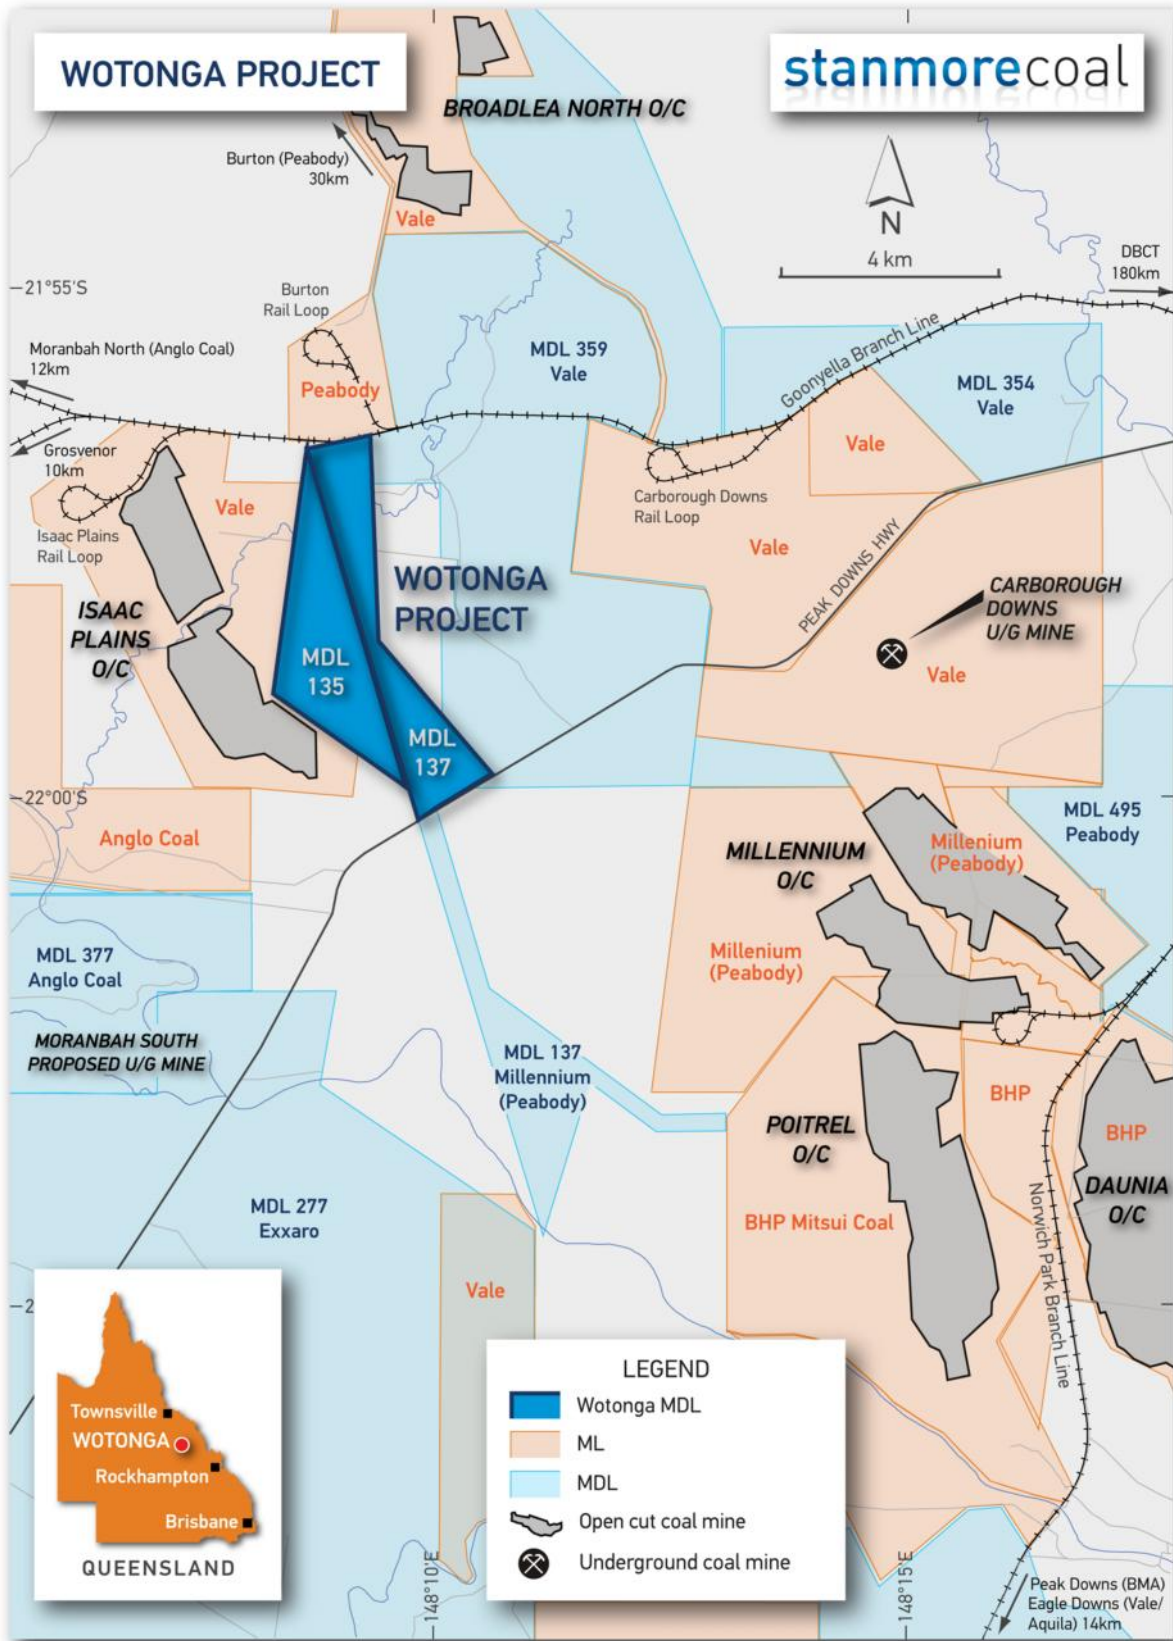 WOTONGA PROJECT
stanmorecoal
BROADLEA NORTH O/C
Burton (Peabody)
30km
Vale
N
4 km
DBCT
180km
21°55'S
Burton
Rail Loop
Moranbah North (Anglo Coal)
12km
Peabody
MDL 359
Vale
Goonyella Branch Line
MDL 354
Vale
Grosvenor
10km
Vale
Isaac Plains
Rail Loop
Carborough Downs
Rail Loop
Vale
Vale
PEAK DOWNS HWY
WOTONGA
PROJECT
CARBOROUGH
DOWNS
U/G MINE
ISAAC
PLAINS
O/C
MDL
135
Vale
MDL
137
22°00'S
Anglo Coal
MDL 495
Peabody
MILLENNIUM
O/C
Millenium
(Peabody)
MDL 377
Anglo Coal
Millenium
(Peabody)
MORANBAH SOUTH
PROPOSED U/G MINE
MDL 137
Millennium
(Peabody)
BHP
POITREL
O/C
BHP
DAUNIA
O/C
MDL 277
Exxaro
BHP Mitsui Coal
Norwich Park Branch Line
Vale
2
Townsville
WOTONGA
Rockhampton
Brisbane
QUEENSLAND
LEGEND
Wotonga MDL
ML
MDL
Open cut coal mine
Underground coal mine
148°10'E
148°15'E
Peak Downs (BMA)
Eagle Downs (Vale/
Aquila) 14km